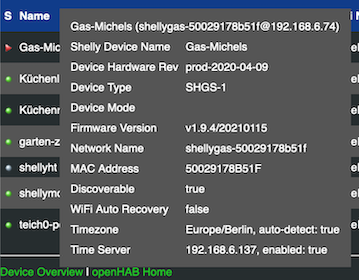 S Name
Gas-Michels (shellygas-50029178b51f@192.168.6.74)
Shelly Device Name Gas-Michels
Device Hardware Rev prod-2020-04-09
Device Type SHGS-1
Device Mode
Firmware Version v1.9.4/20210115
Network Name shellygas-50029178b51f
MAC Address 50029178B51F
Discoverable true
WiFi Auto Recovery false
Timezone Europe/Berlin, auto-detect: true
Time Server 192.168.6.137, enabled: true
Gas-Mic
Küchenl
Küchenr
garten-z
shellyht
shellymo
teich0-p
Device Overview | openHAB Home